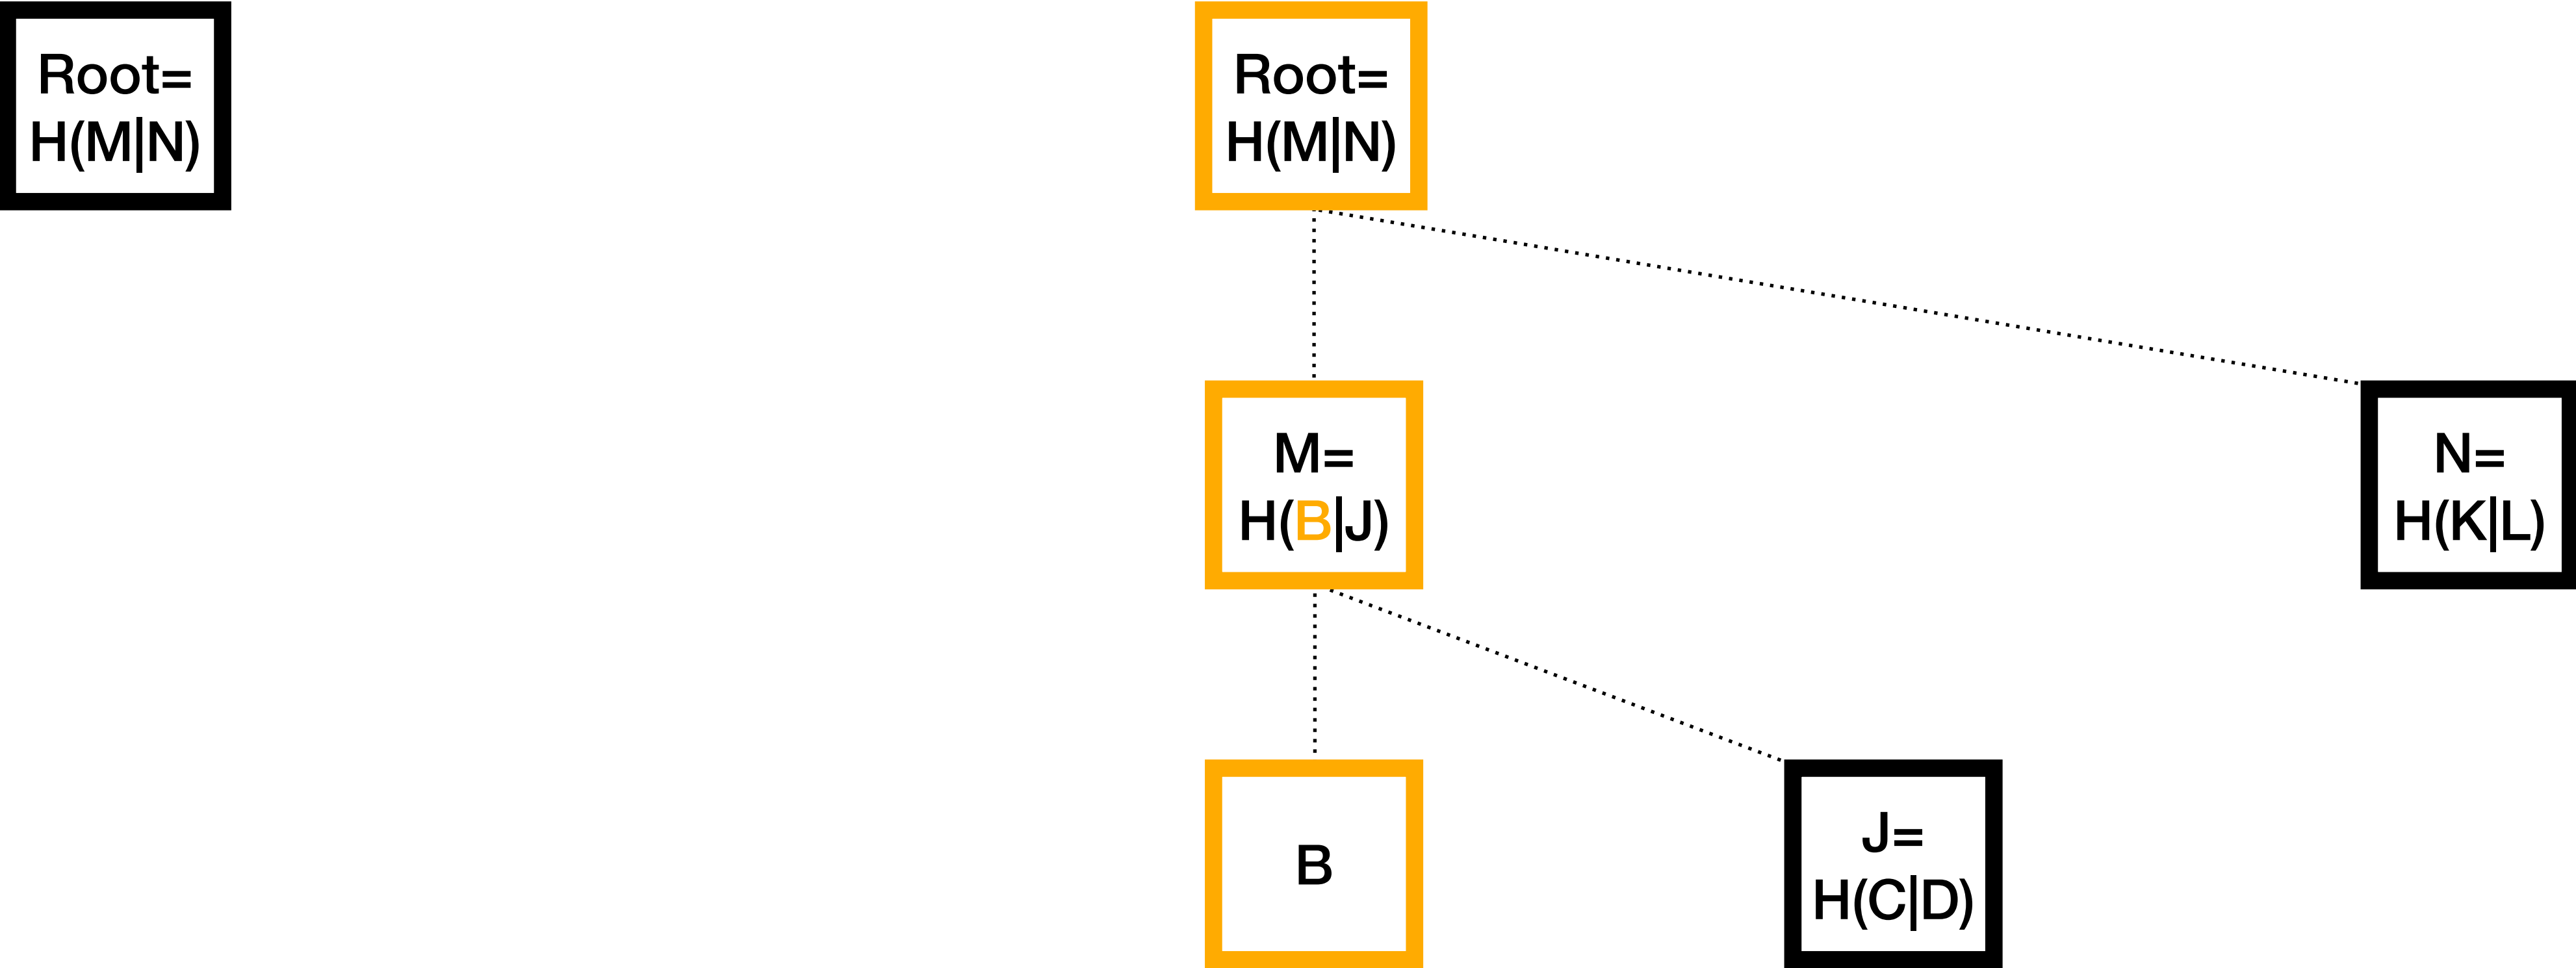 Root=
H(M|N)
Root=
H(M|N)
M=
H(B|J)
N=
H(K|L)
B
J=
H(C|D)